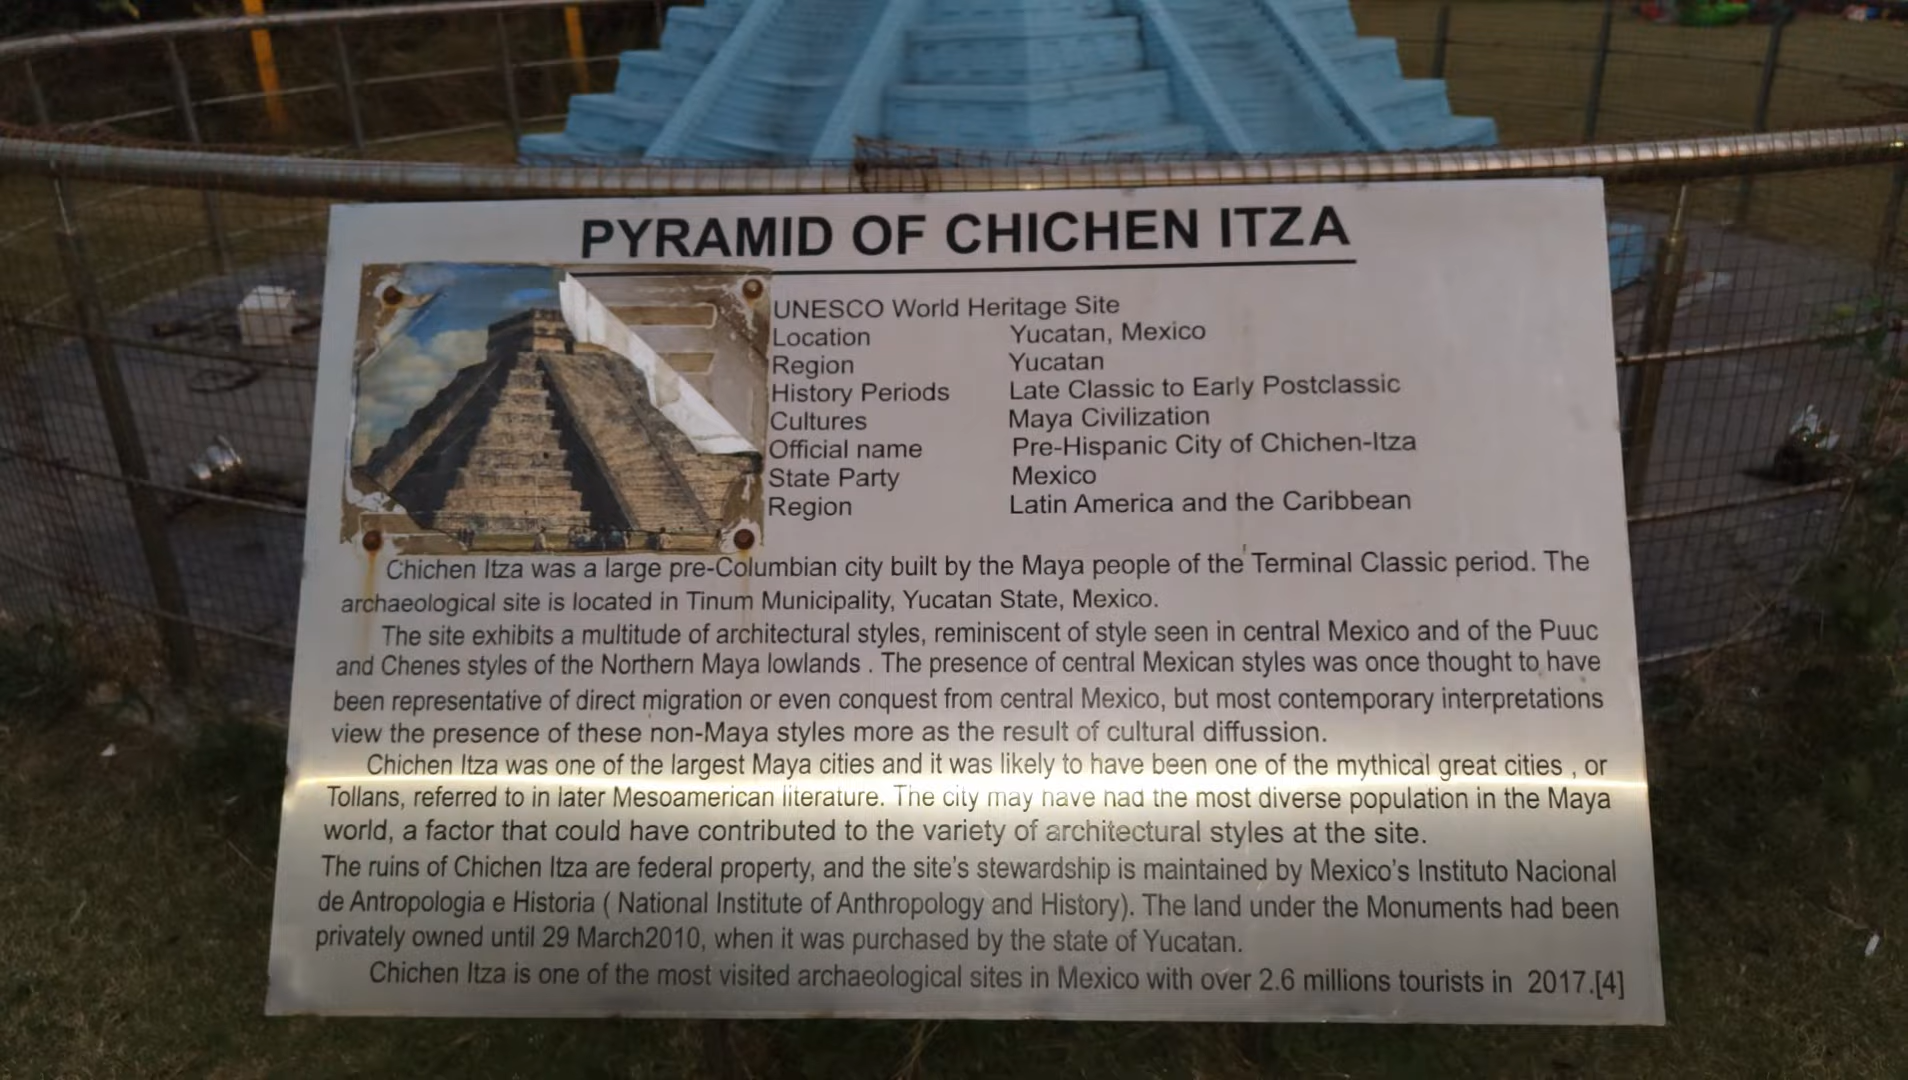 PYRAMID OF CHICHEN ITZA
UNESCO World Heritage Site
Location Yucatan, Mexico
Region Yucatan
History Periods Late Classic to Early Postclassic
Cultures Maya Civilization
Official name Pre-Hispanic City of Chichen-Itza
State Party Mexico
Region Latin America and the Caribbean
Chichen Itza was a large pre-Columbian city built by the Maya people of the Terminal Classic period. The
archaeological site is located in Tinum Municipality, Yucatan State, Mexico.
The site exhibits a multitude of architectural styles, reminiscent of style seen in central Mexico and of the Puuc
and Chenes styles of the Northern Maya lowlands . The presence of central Mexican styles was once thought to have
been representative of direct migration or even conquest from central Mexico, but most contemporary interpretations
view the presence of these non-Maya styles more as the result of cultural diffussion.
Chichen Itza was one of the largest Maya cities and it was likely to have been one of the mythical great cities , or
Tollans, referred to in later Mesoamerican literature. The city may have had the most diverse population in the Maya
world, a factor that could have contributed to the variety of architectural styles at the site.
The ruins of Chichen Itza are federal property, and the site's stewardship is maintained by Mexico's Instituto Nacional
de Antropologia e Historia ( National Institute of Anthropology and History). The land under the Monuments had been
privately owned until 29 March2010, when it was purchased by the state of Yucatan.
Chichen Itza is one of the most visited archaeological sites in Mexico with over 2.6 millions tourists in 2017.[4]